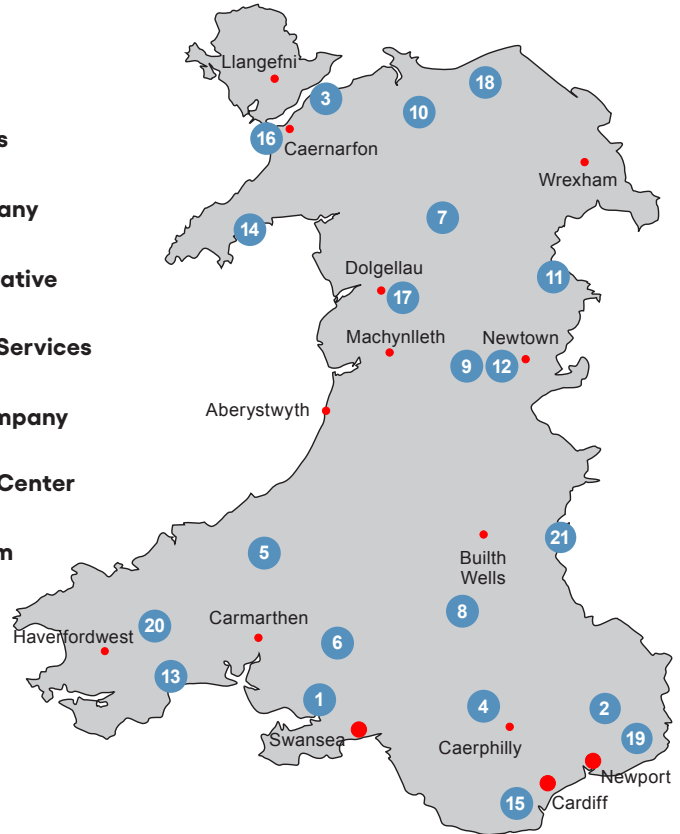 Llangefni
18
3
10
s
16
Caernarfon
Wrexham
any
7
14
Dolgellau
ative
11
17
Services
Machynlleth
Newtown
9
12
mpany
Aberystwyth
Center
21
m
5
Builth
Wells
8
20
Carmarthen
Haverfordwest
6
13
1
4
2
Swansea
Caerphilly
19
Newport
15
Cardiff